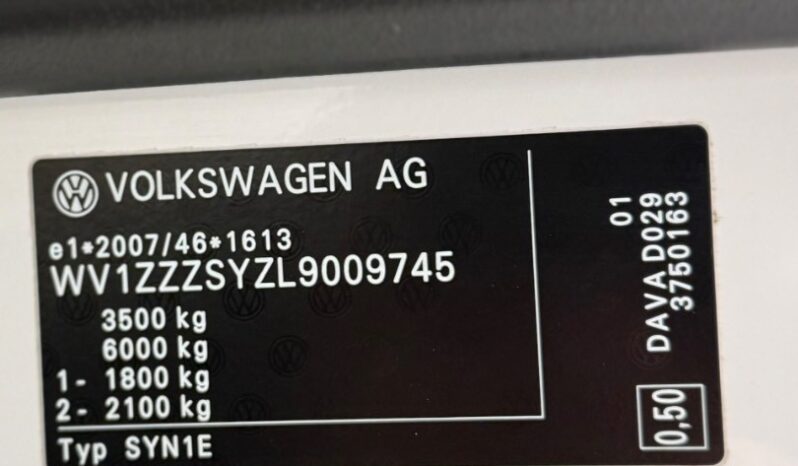 VOLKSWAGEN AG
e1*2007/46*1613
WV1ZZZSYZL9009745
3500 kg
6000 kg
1- 1800 kg
2- 2100 kg
Typ SYN1E
01
DAVA D029
3750163
0,50